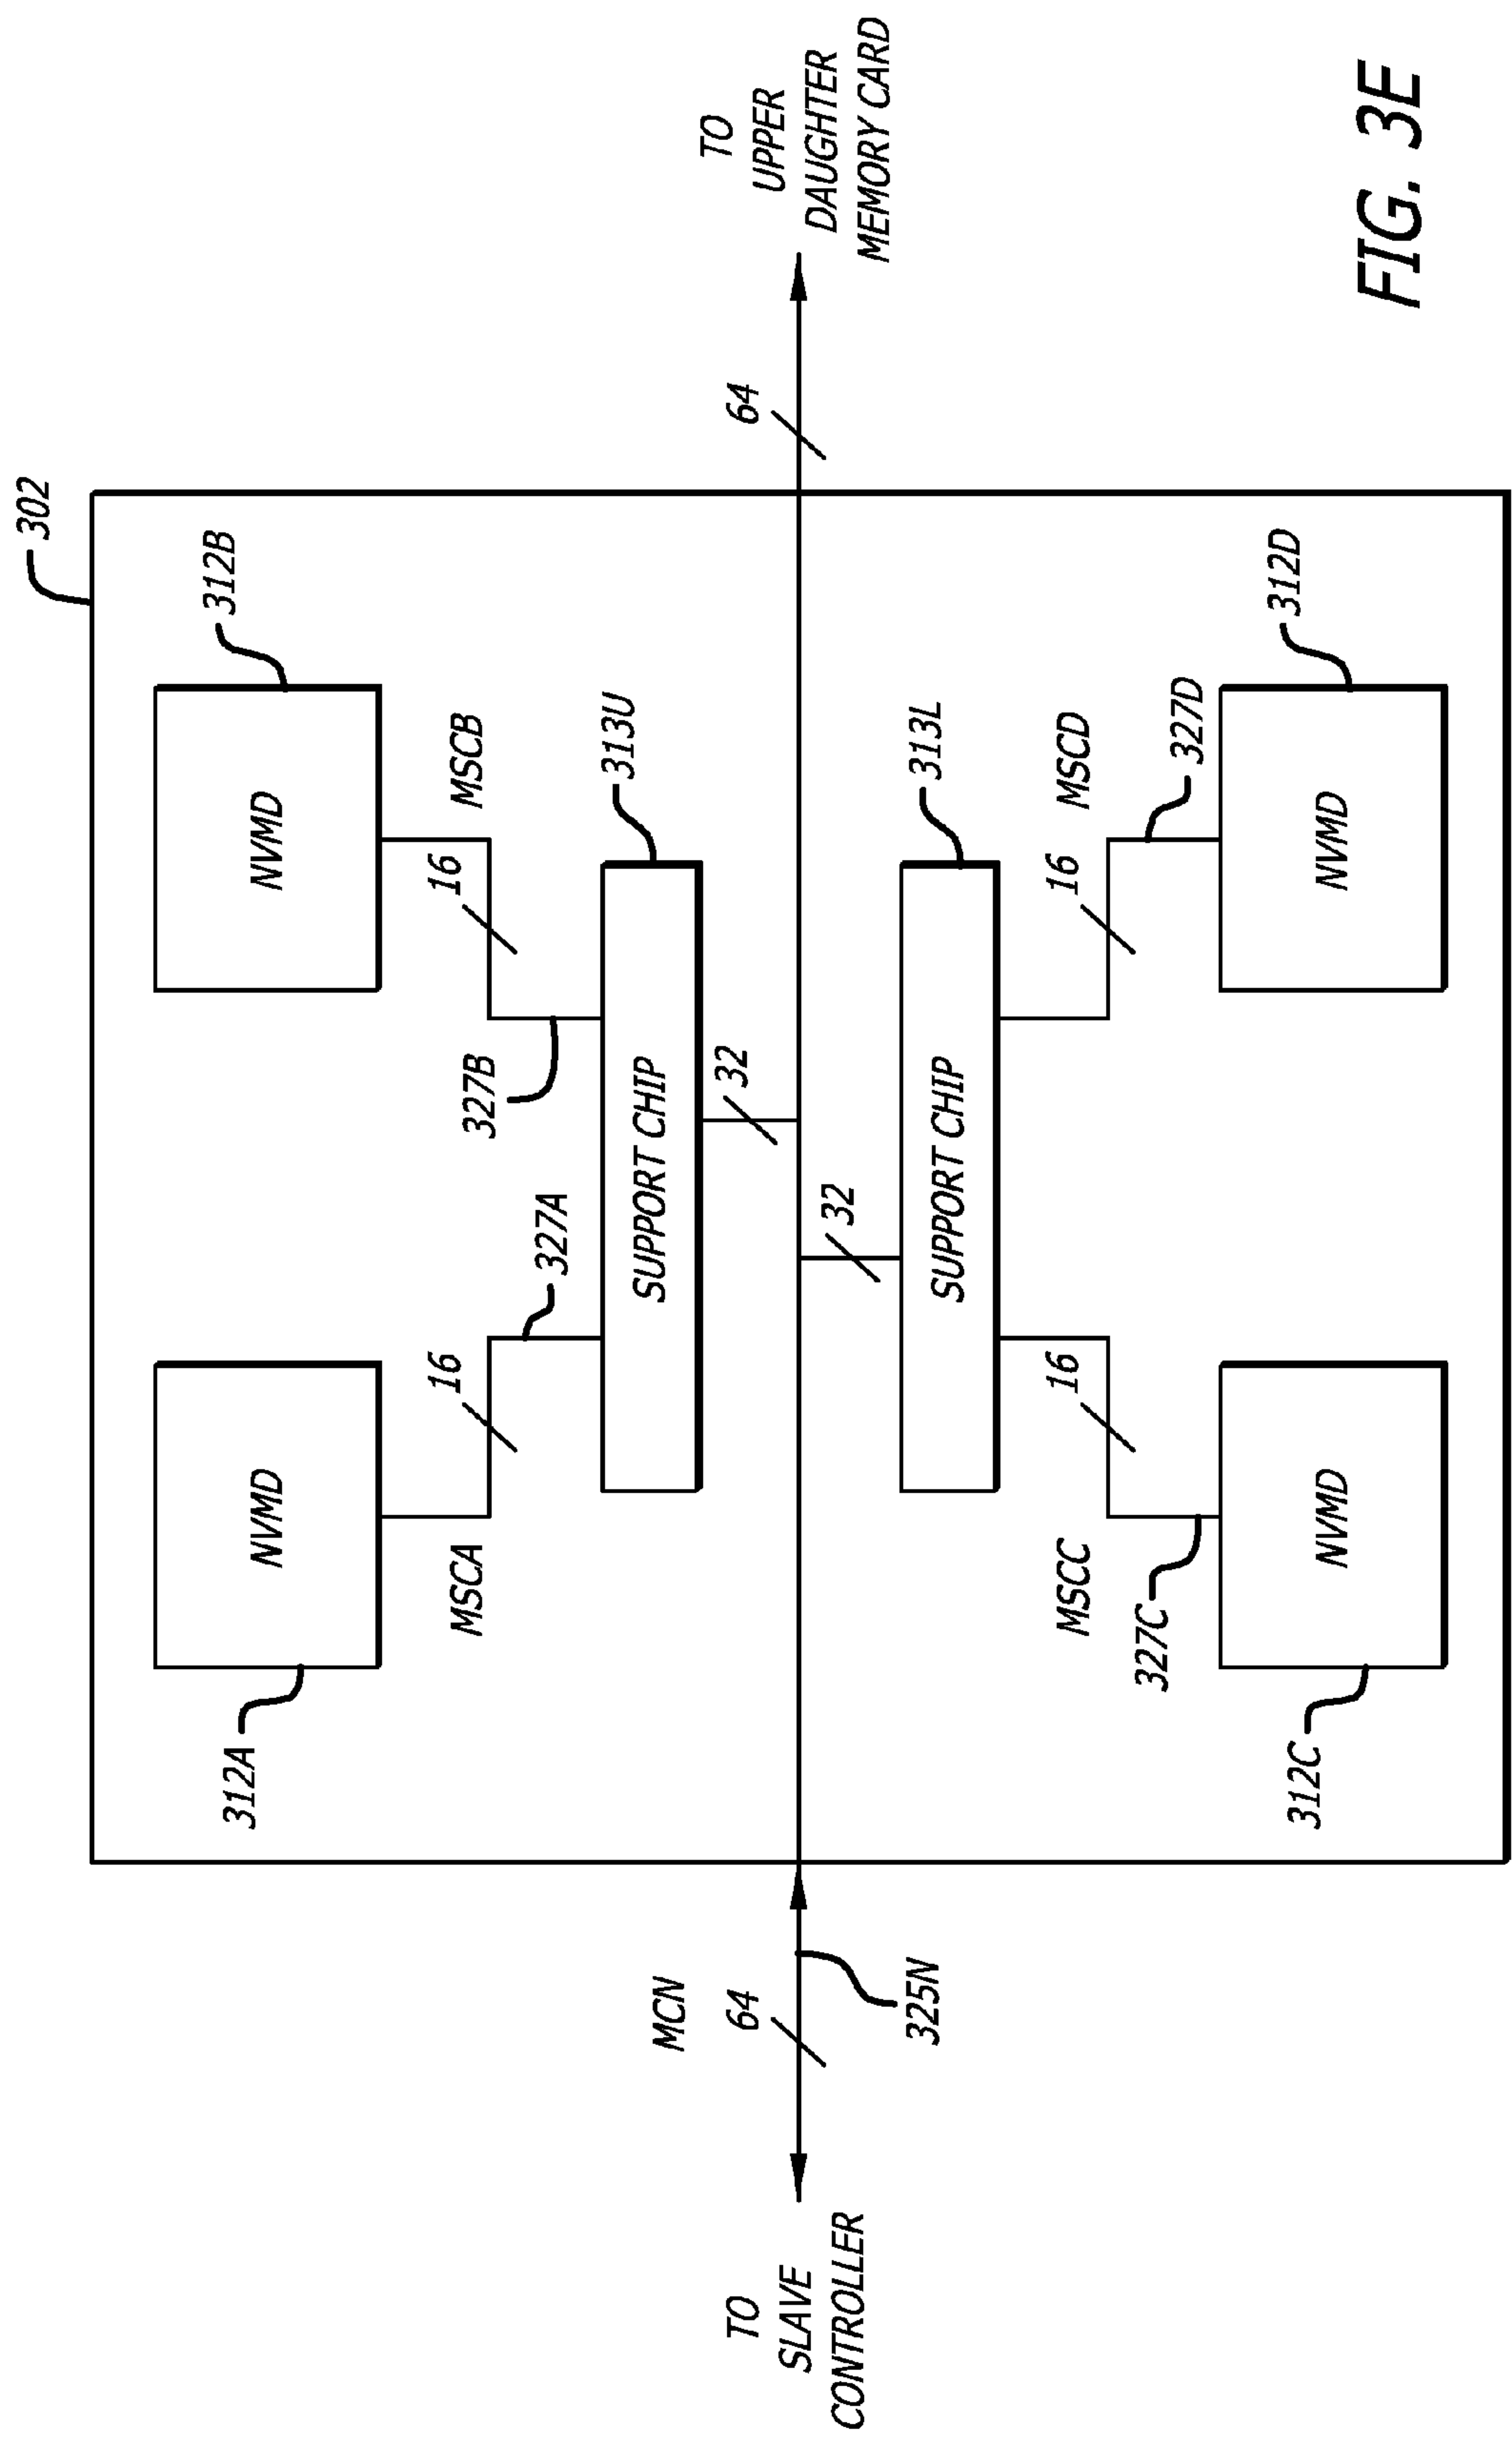 302
312A
NVMD
NVMD
312B
MSCA
16
327A
327B
16
MSCB
SUPPORT CHIP
313U
32
MCN
64
325N
TO
SLAVE
CONTROLLER
64
TO
UPPER
DAUGHTER
MEMORY CARD
32
SUPPORT CHIP
313L
MSCC
16
327C
16
MSCD
327D
312C
NVMD
NVMD
312D
FIG. 3E